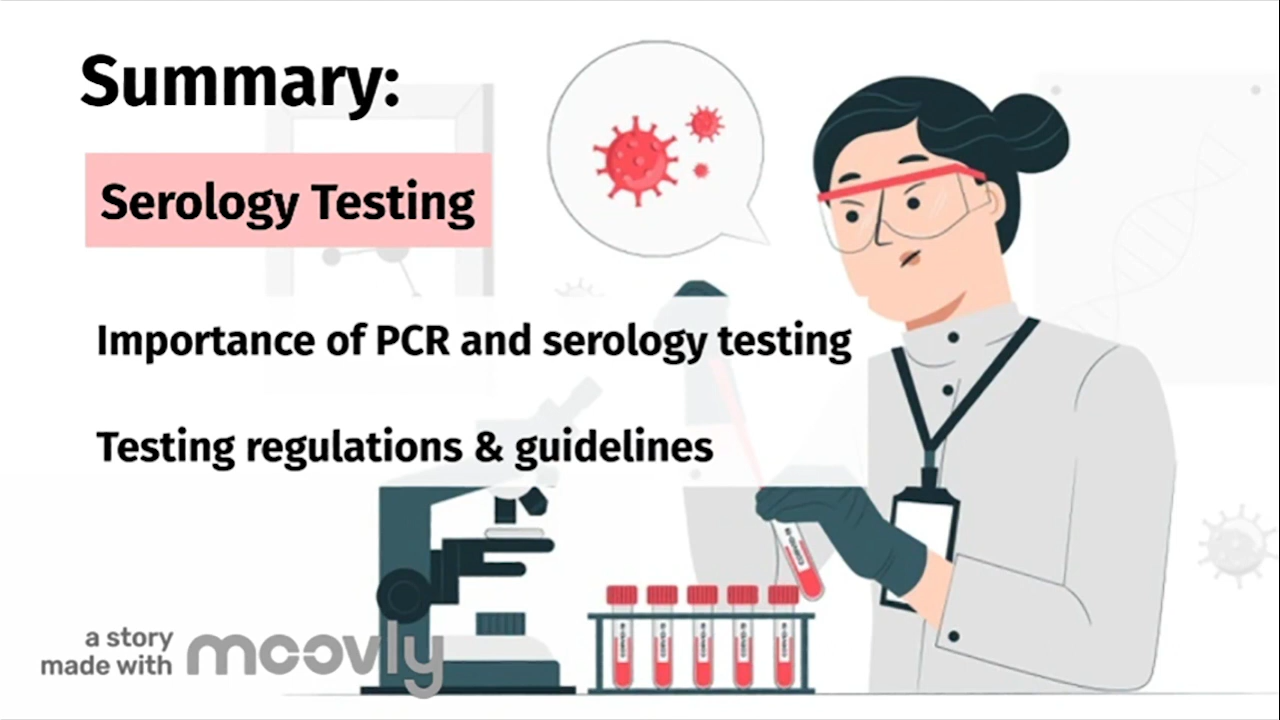 Summary:
Serology Testing
Importance of PCR and serology testing
Testing regulations & guidelines
a story
made with moovly